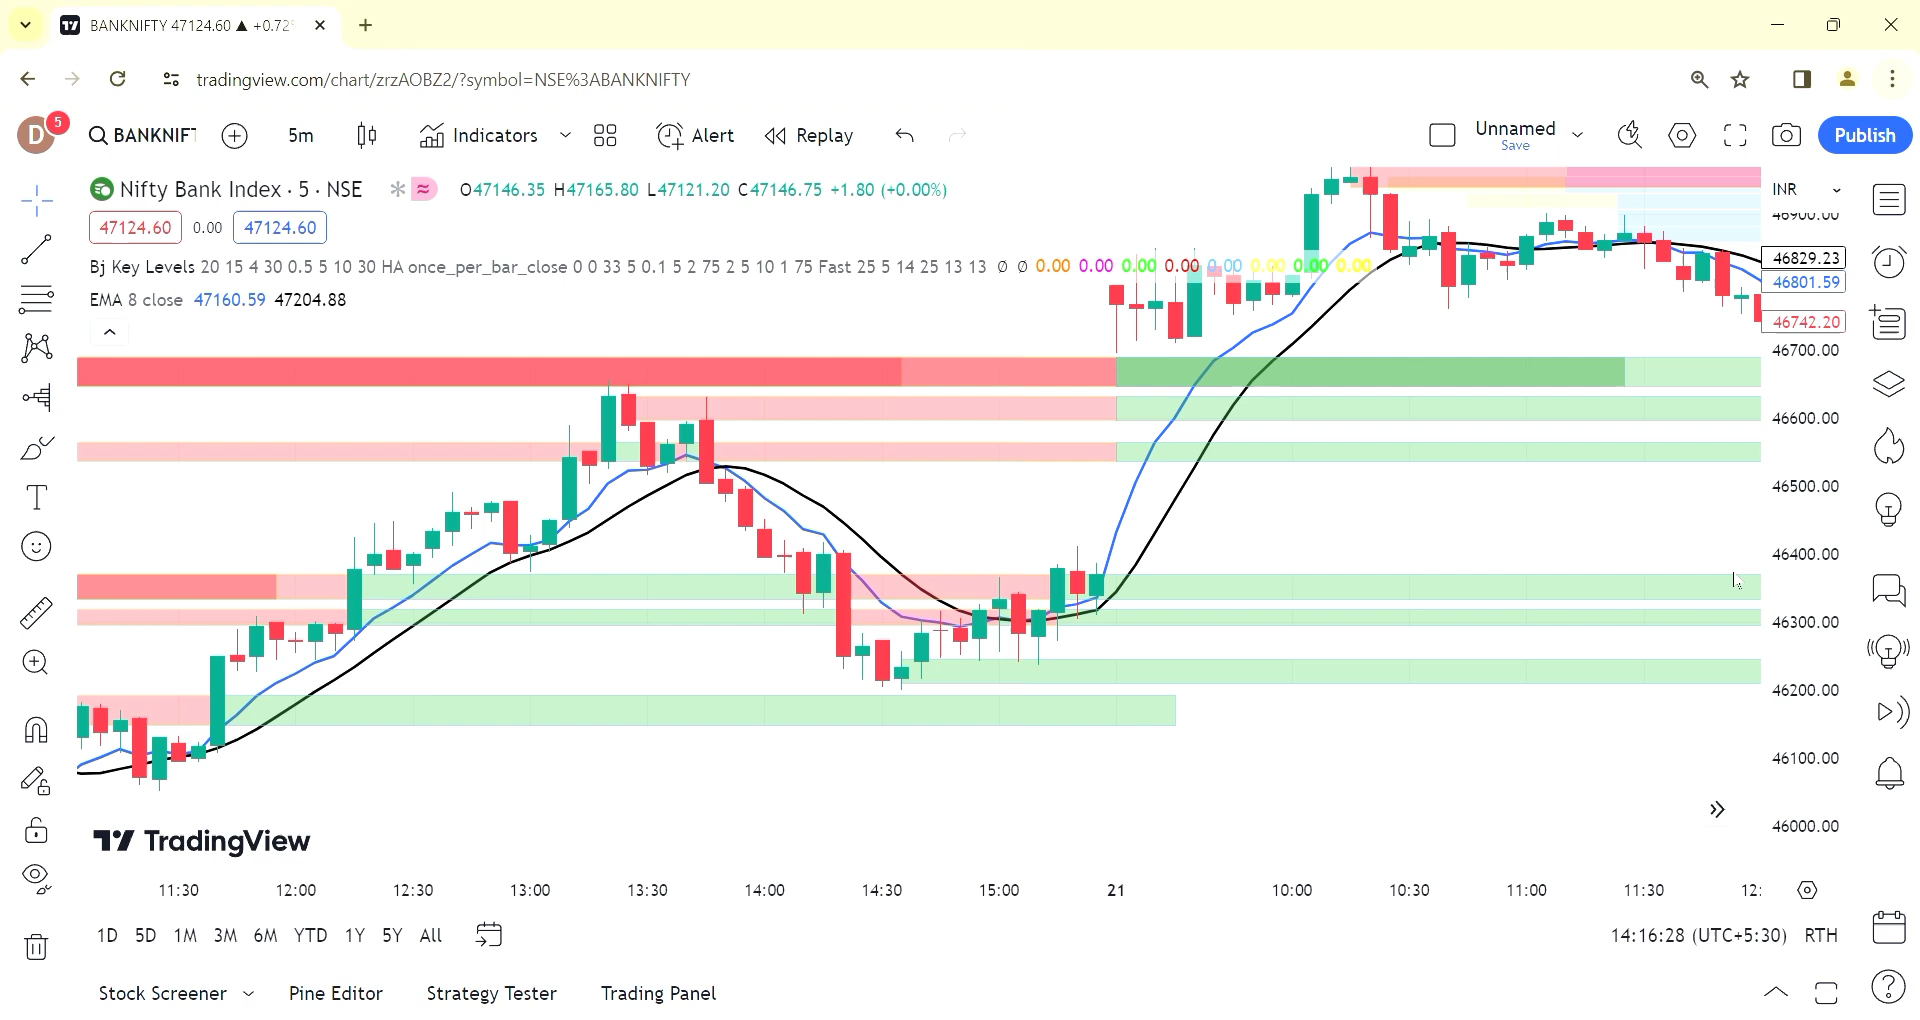 BANKNIFTY 47124.60 ▲ +0.72
tradingview.com/chart/zrzAOBZ2/?symbol=NSE%3ABANKNIFTY
D 5 BANKNIFT 5m Indicators Alert Replay Unnamed Publish
Save
Nifty Bank Index · 5 · NSE O47146.35 H47165.80 L47121.20 C47146.75 +1.80 (+0.00%) INR
47124.60 0.00 47124.60
46900.00
Bj Key Levels 20 15 4 30 0.5 5 10 30 HA once_per_bar_close 0 0 33 5 0.1 5 2 75 2 5 10 1 75 Fast 25 5 14 25 13 13 Ø Ø 0.00 0.00 0.00 0.00 0.00 0.00 0.00 0.00
46829.23
46801.59
EMA 8 close 47160.59 47204.88
46742.20
46700.00
46600.00
46500.00
46400.00
46300.00
46200.00
46100.00
46000.00
TradingView
11:30 12:00 12:30 13:00 13:30 14:00 14:30 15:00 21 10:00 10:30 11:00 11:30 12:
1D 5D 1M 3M 6M YTD 1Y 5Y All 14:16:28 (UTC+5:30) RTH
Stock Screener Pine Editor Strategy Tester Trading Panel